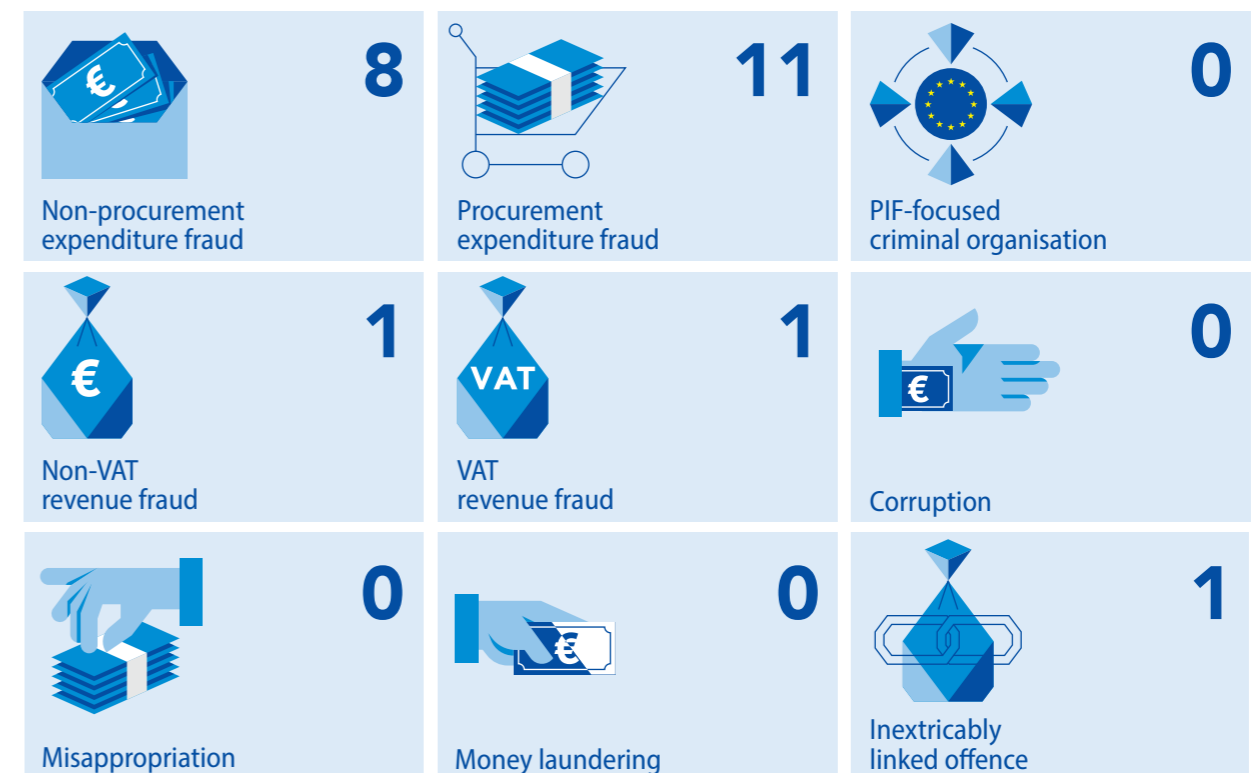 8
Non-procurement
expenditure fraud
11
Procurement
expenditure fraud
0
PIF-focused
criminal organisation
€
1
Non-VAT
revenue fraud
VAT
1
VAT
revenue fraud
€
0
Corruption
0
Misappropriation
€
0
Money laundering
1
Inextricably
linked offence